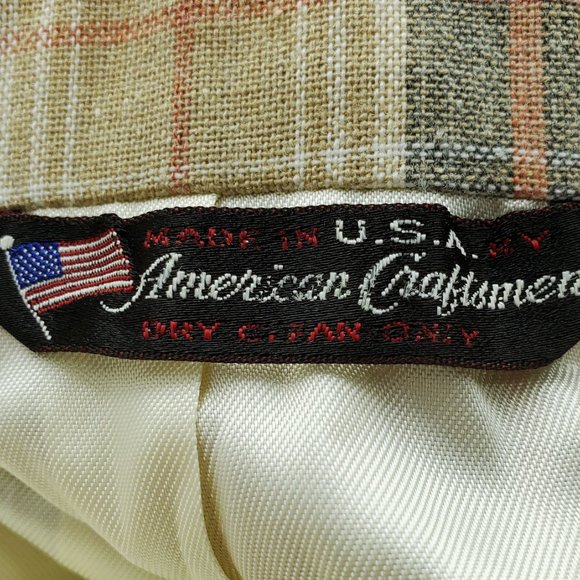 MADE IN U.S.A. BY
American Craftsmen
DRY CLEAN ONLY